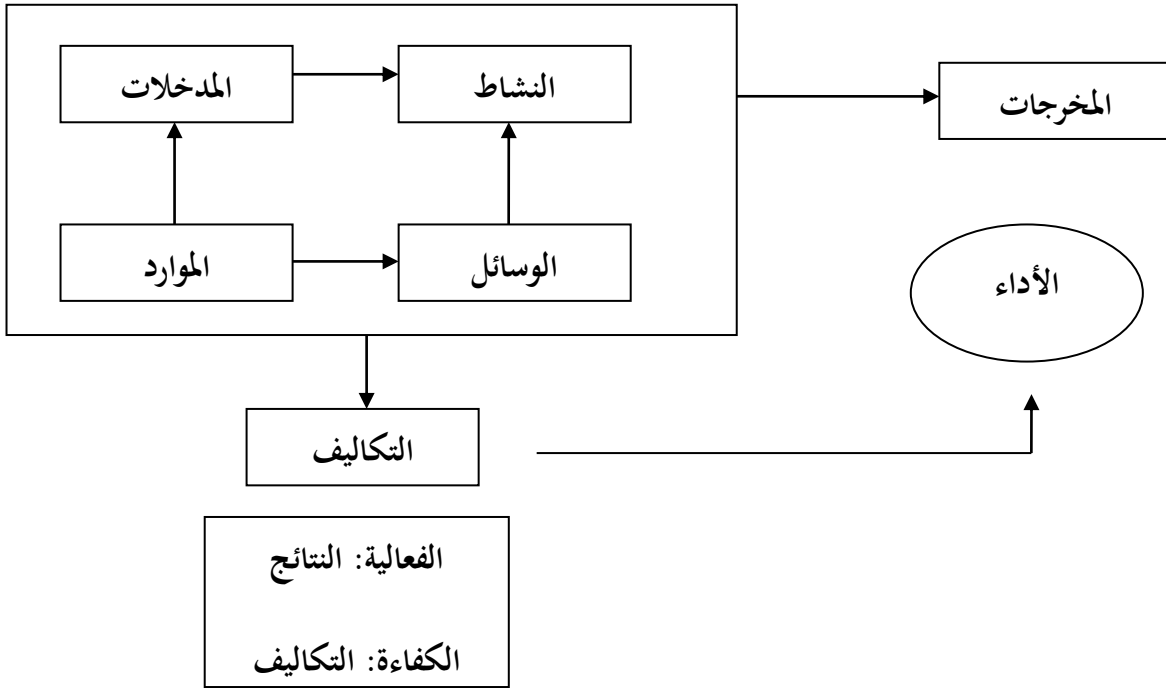 المدخلات
النشاط
المخرجات
الموارد
الوسائل
الأداء
التكاليف
الفعالية: النتائج
الكفاءة: التكاليف